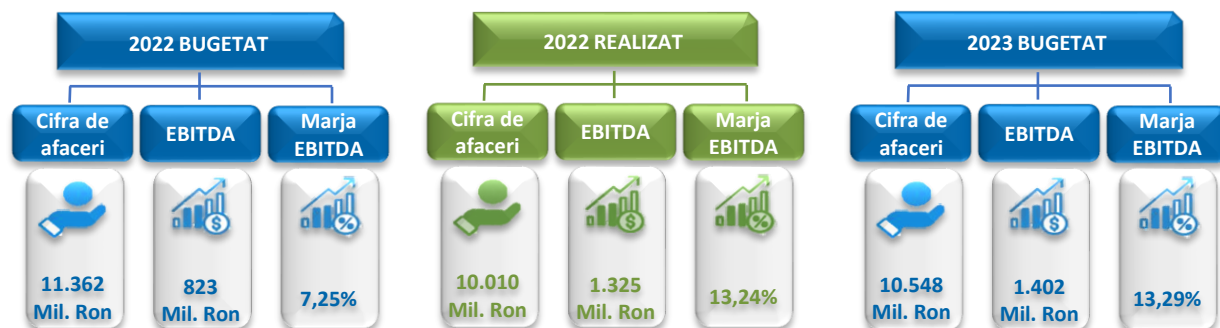 2022 BUGETAT
Cifra de
afaceri
EBITDA
Marja
EBITDA
11.362
Mil. Ron
823
Mil. Ron
7,25%
2022 REALIZAT
Cifra de
afaceri
EBITDA
Marja
EBITDA
10.010
Mil. Ron
1.325
Mil. Ron
13,24%
2023 BUGETAT
Cifra de
afaceri
EBITDA
Marja
EBITDA
10.548
Mil. Ron
1.402
Mil. Ron
13,29%